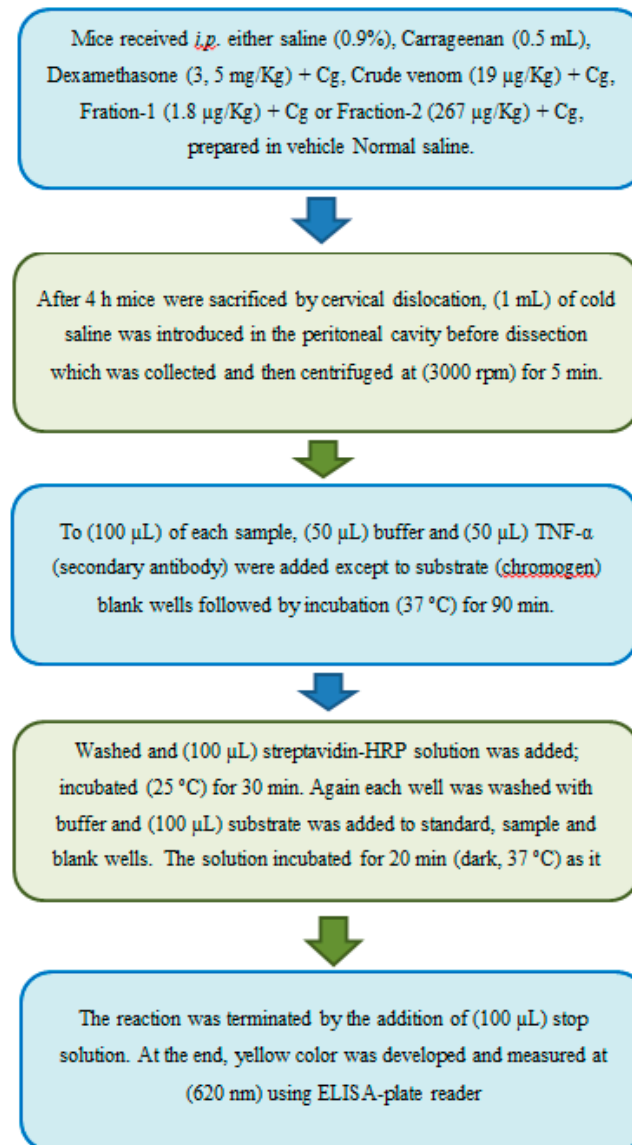 Mice received i.p. either saline (0.9%), Carrageenan (0.5 mL),
Dexamethasone (3, 5 mg/Kg) + Cg, Crude venom (19 µg/Kg) + Cg,
Fration-1 (1.8 µg/Kg) + Cg or Fraction-2 (267 µg/Kg) + Cg,
prepared in vehicle Normal saline.
After 4 h mice were sacrificed by cervical dislocation, (1 mL) of cold
saline was introduced in the peritoneal cavity before dissection
which was collected and then centrifuged at (3000 rpm) for 5 min.
To (100 µL) of each sample, (50 µL) buffer and (50 µL) TNF-α
(secondary antibody) were added except to substrate (chromogen)
blank wells followed by incubation (37 °C) for 90 min.
Washed and (100 µL) streptavidin-HRP solution was added;
incubated (25 °C) for 30 min. Again each well was washed with
buffer and (100 µL) substrate was added to standard, sample and
blank wells. The solution incubated for 20 min (dark, 37 °C) as it
The reaction was terminated by the addition of (100 µL) stop
solution. At the end, yellow color was developed and measured at
(620 nm) using ELISA-plate reader